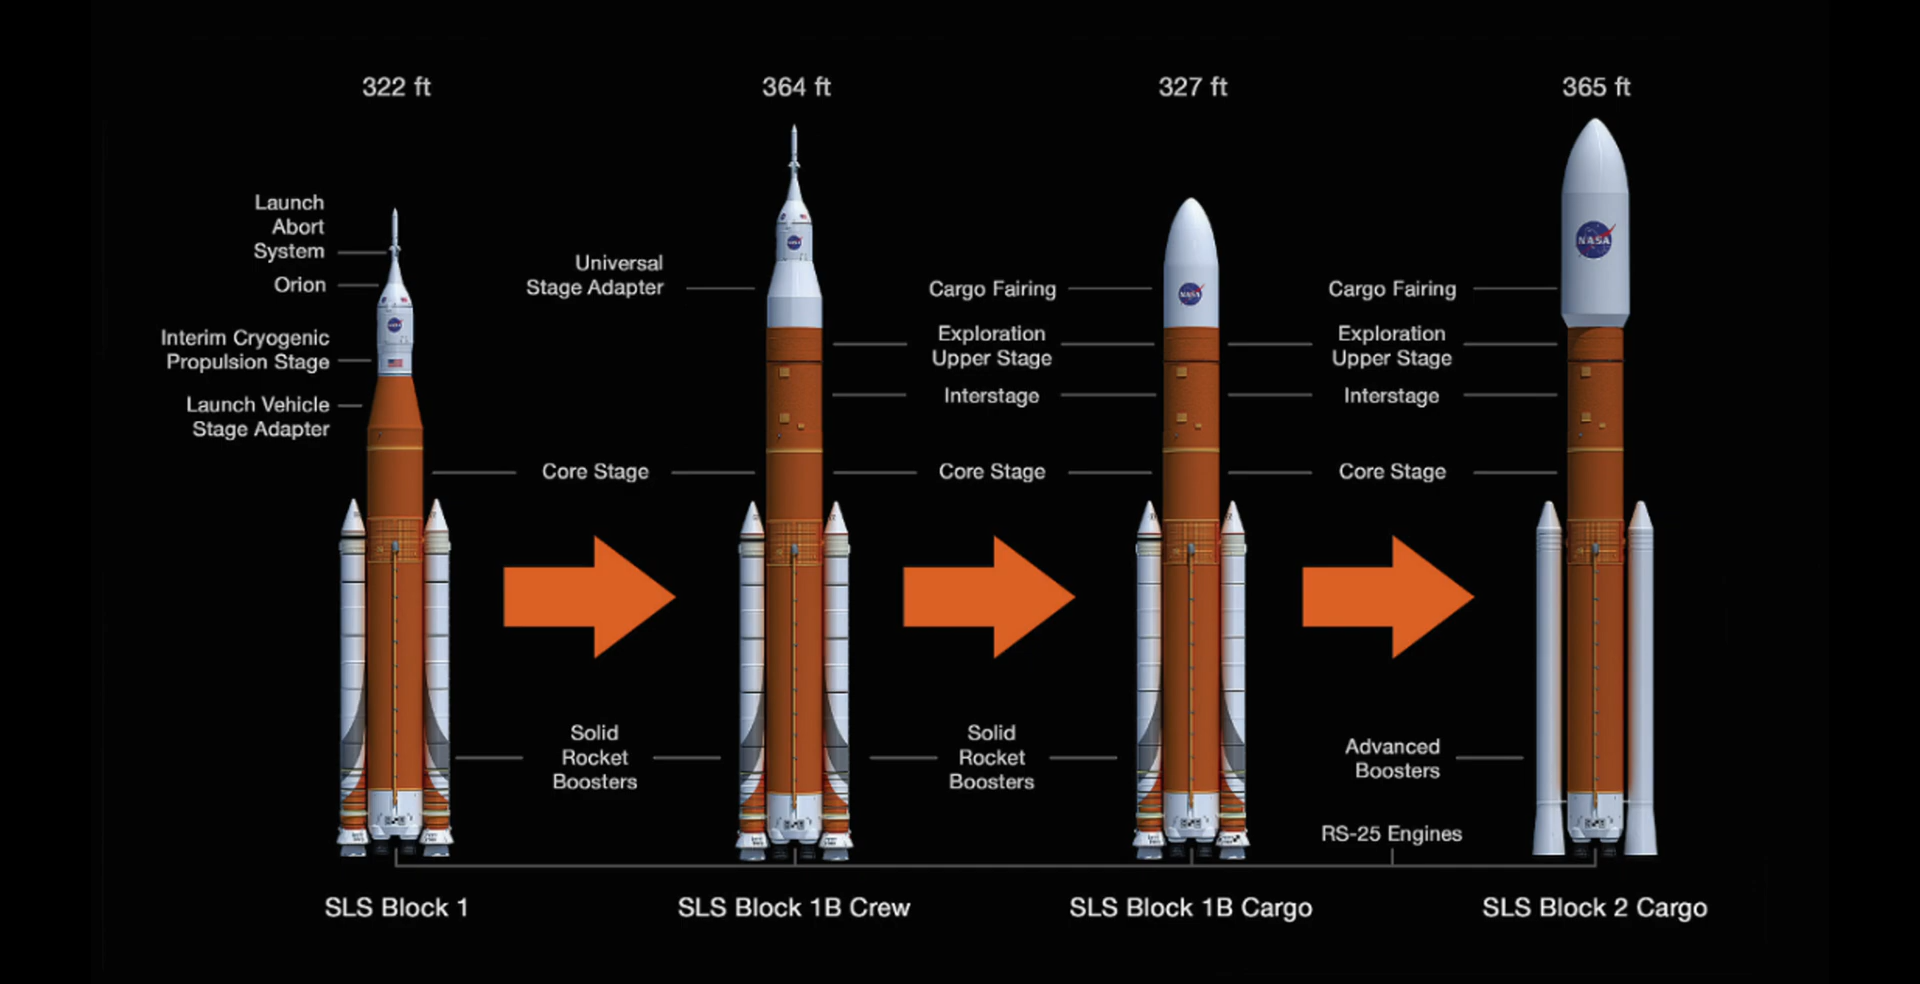 322 ft
364 ft
327 ft
365 ft
Launch
Abort
System
Orion
Interim Cryogenic
Propulsion Stage
Launch Vehicle
Stage Adapter
Universal
Stage Adapter
Core Stage
Solid
Rocket
Boosters
Cargo Fairing
Exploration
Upper Stage
Interstage
Core Stage
Solid
Rocket
Boosters
Cargo Fairing
Exploration
Upper Stage
Interstage
Core Stage
Advanced
Boosters
RS-25 Engines
NASA
NASA
NASA
NASA
SLS Block 1
SLS Block 1B Crew
SLS Block 1B Cargo
SLS Block 2 Cargo